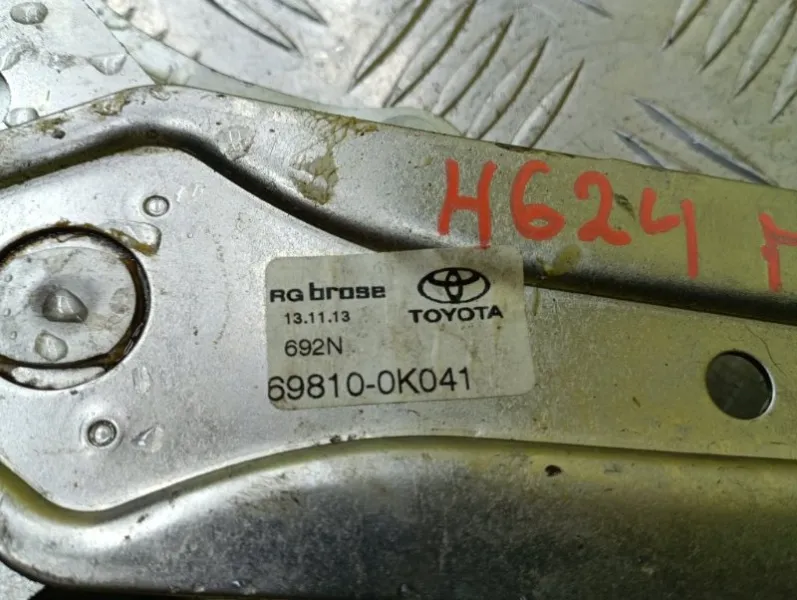 H624
RG brose
TOYOTA
13.11.13
692N
69810-0K041